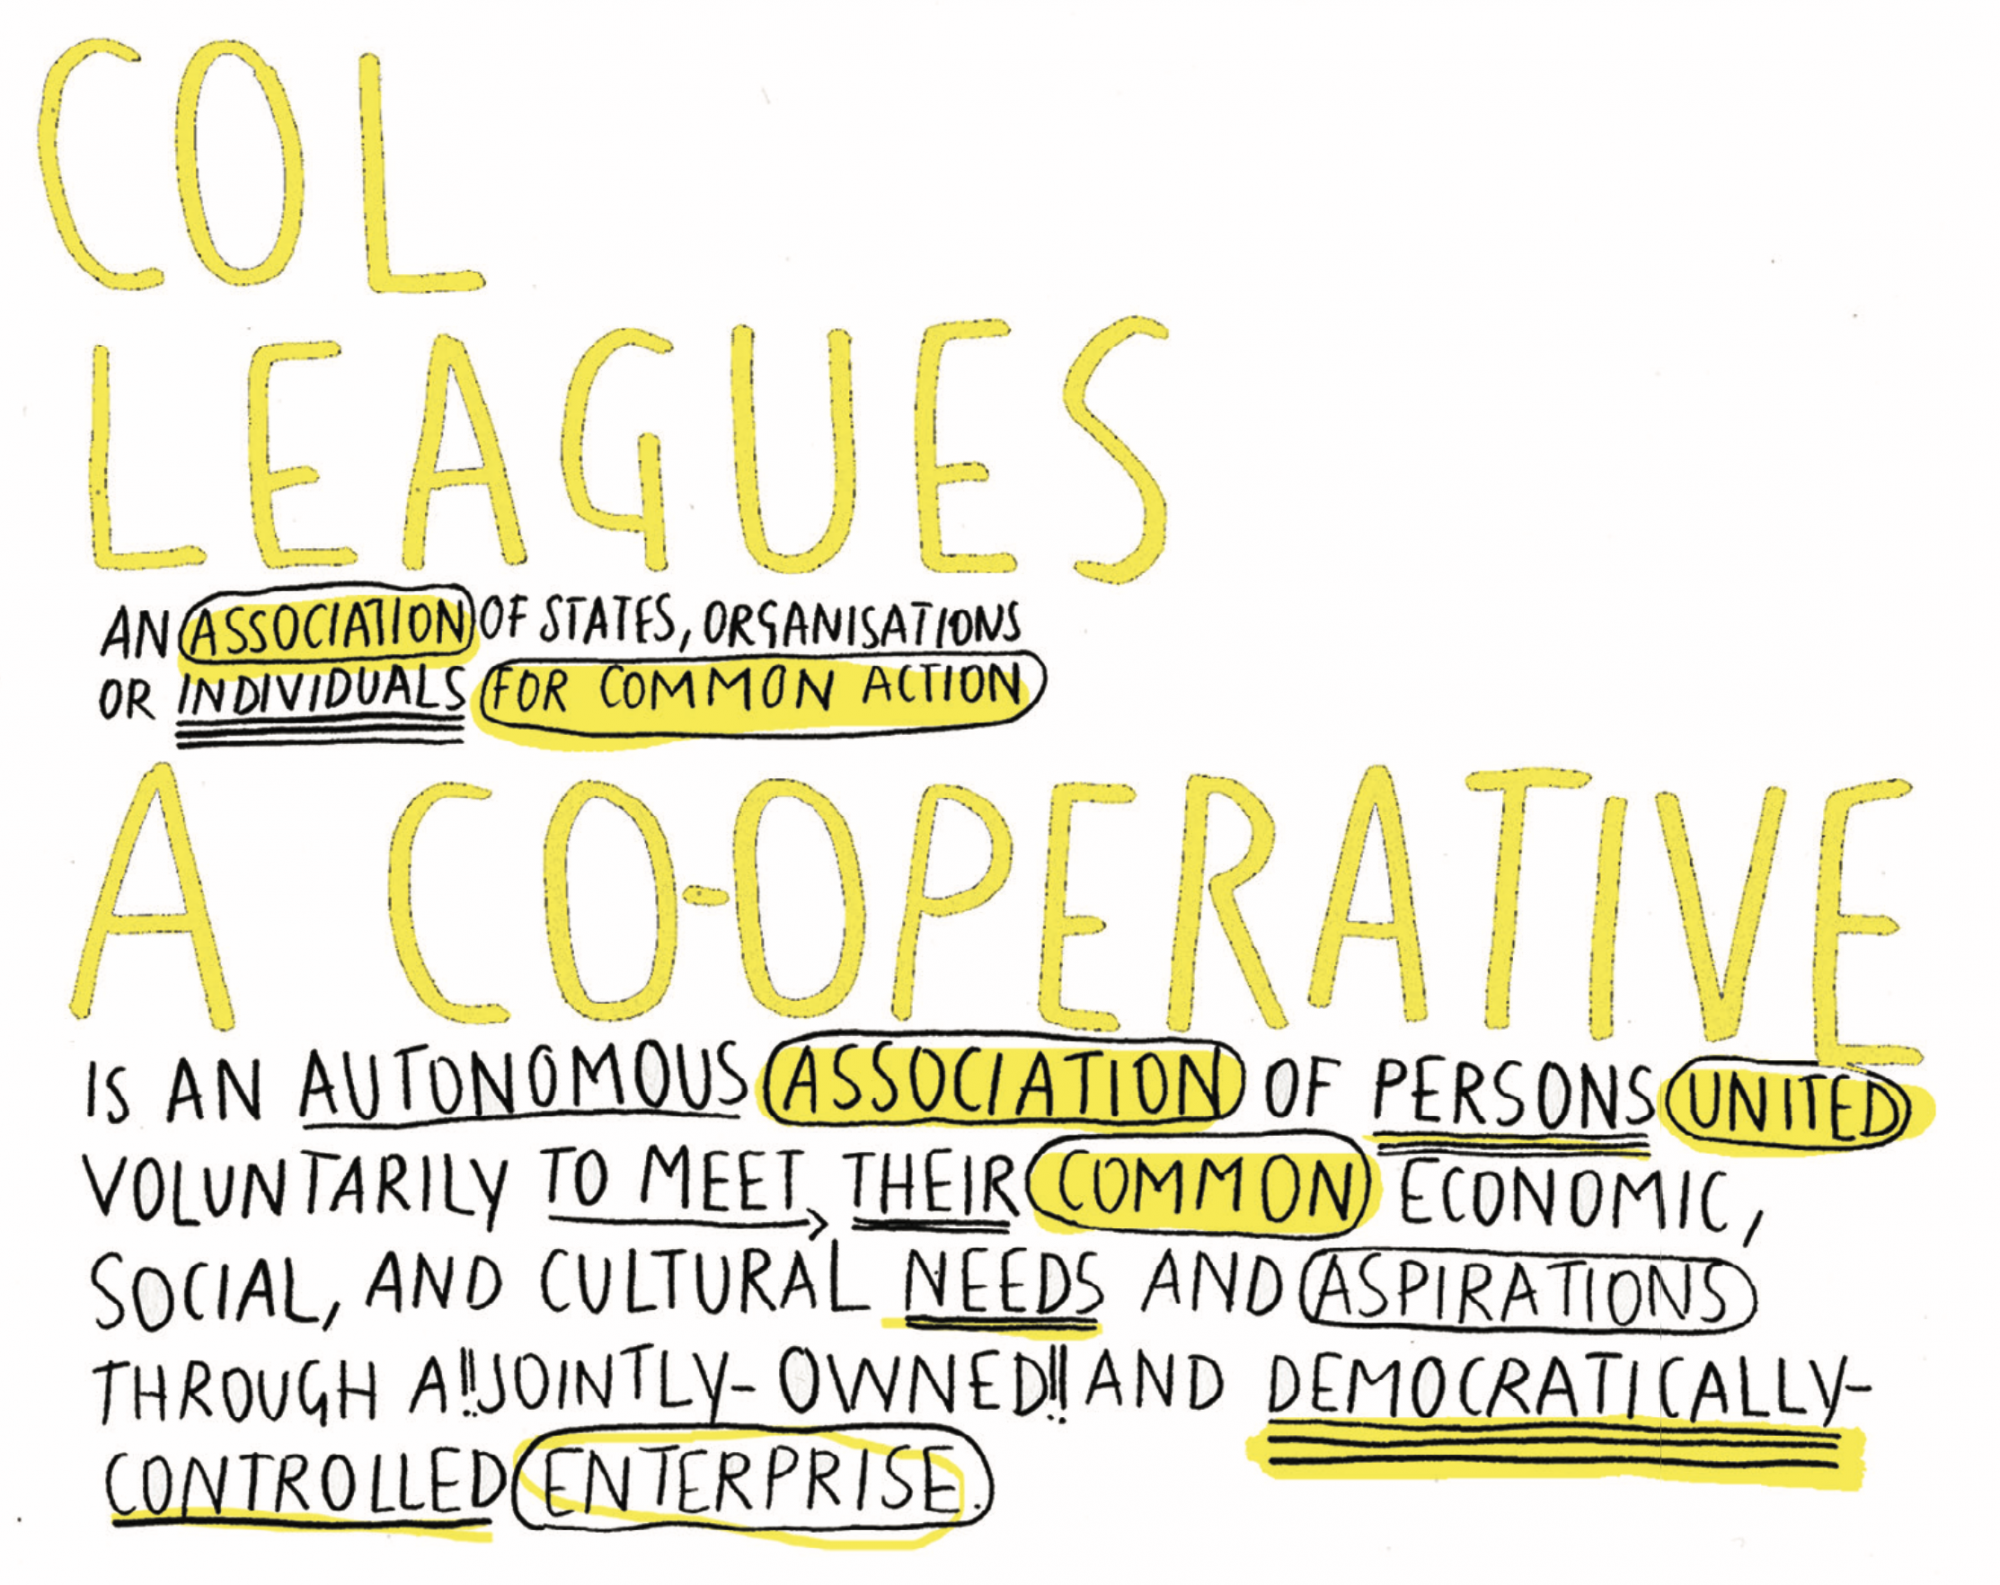 COL
LEAGUES
AN ASSOCIATION OF STATES, ORGANISATIONS
OR INDIVIDUALS FOR COMMON ACTION
A CO-OPERATIVE
IS AN AUTONOMOUS ASSOCIATION OF PERSONS UNITED
VOLUNTARILY TO MEET THEIR COMMON ECONOMIC,
SOCIAL, AND CULTURAL NEEDS AND ASPIRATIONS
THROUGH A !!JOINTLY-OWNED!! AND DEMOCRATICALLY-
CONTROLLED ENTERPRISE.